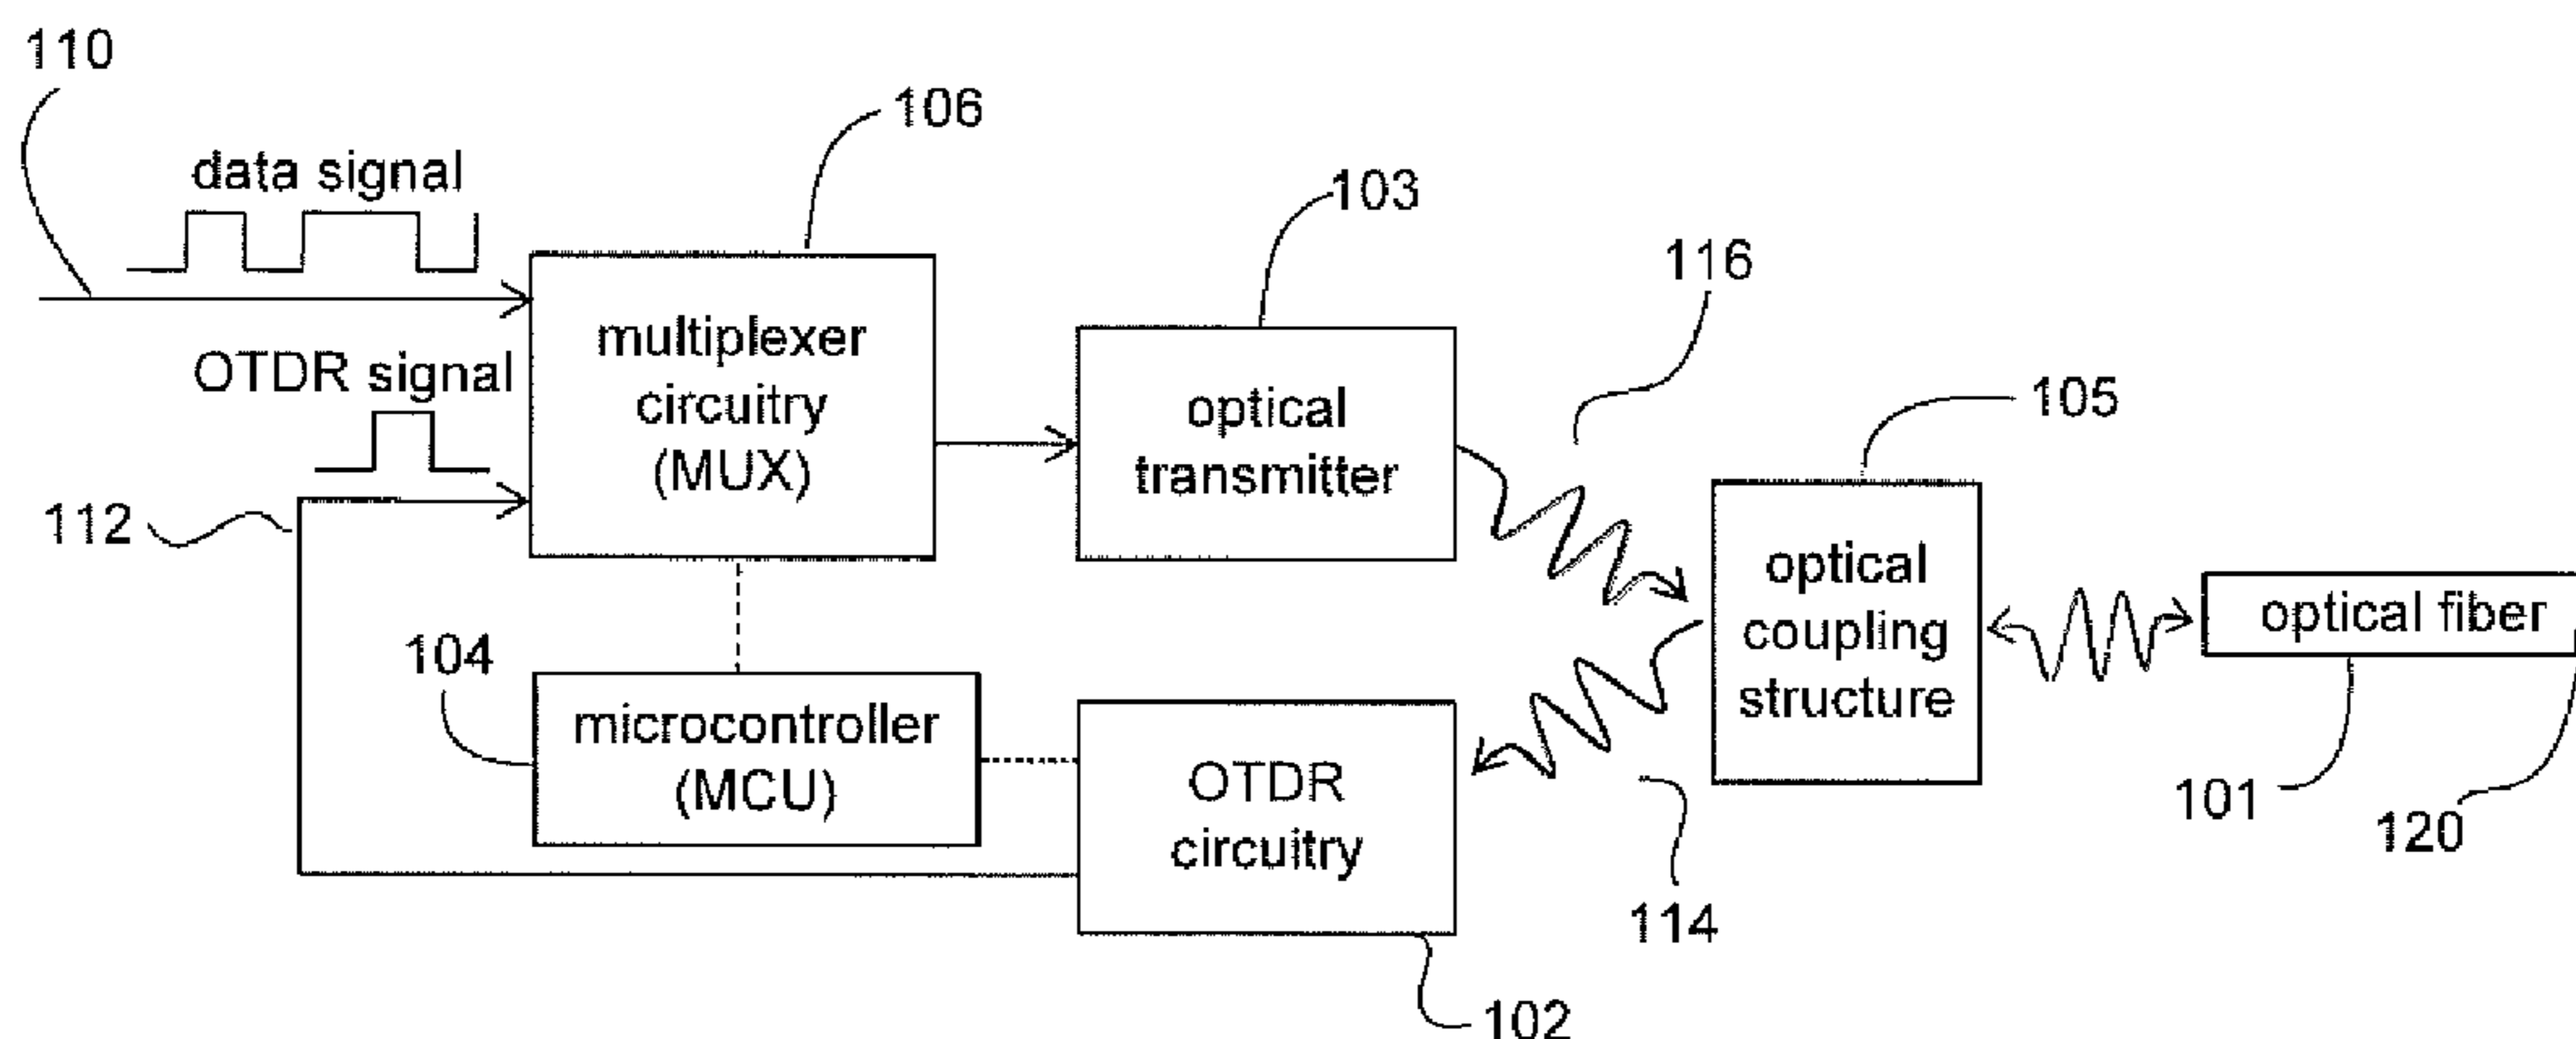 110
106
data signal
103
116
multiplexer
circuitry
(MUX)
OTDR signal
optical
transmitter
105
112
optical
coupling
structure
optical fiber
104
microcontroller
(MCU)
OTDR
circuitry
101
120
114
102